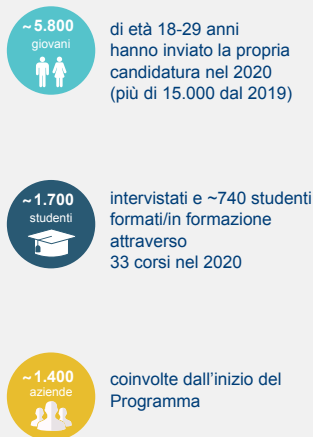 ~5.800
giovani
di età 18-29 anni
hanno inviato la propria
candidatura nel 2020
(più di 15.000 dal 2019)
~1.700
studenti
intervistati e ~740 studenti
formati/in formazione
attraverso
33 corsi nel 2020
~1.400
aziende
coinvolte dall'inizio del
Programma